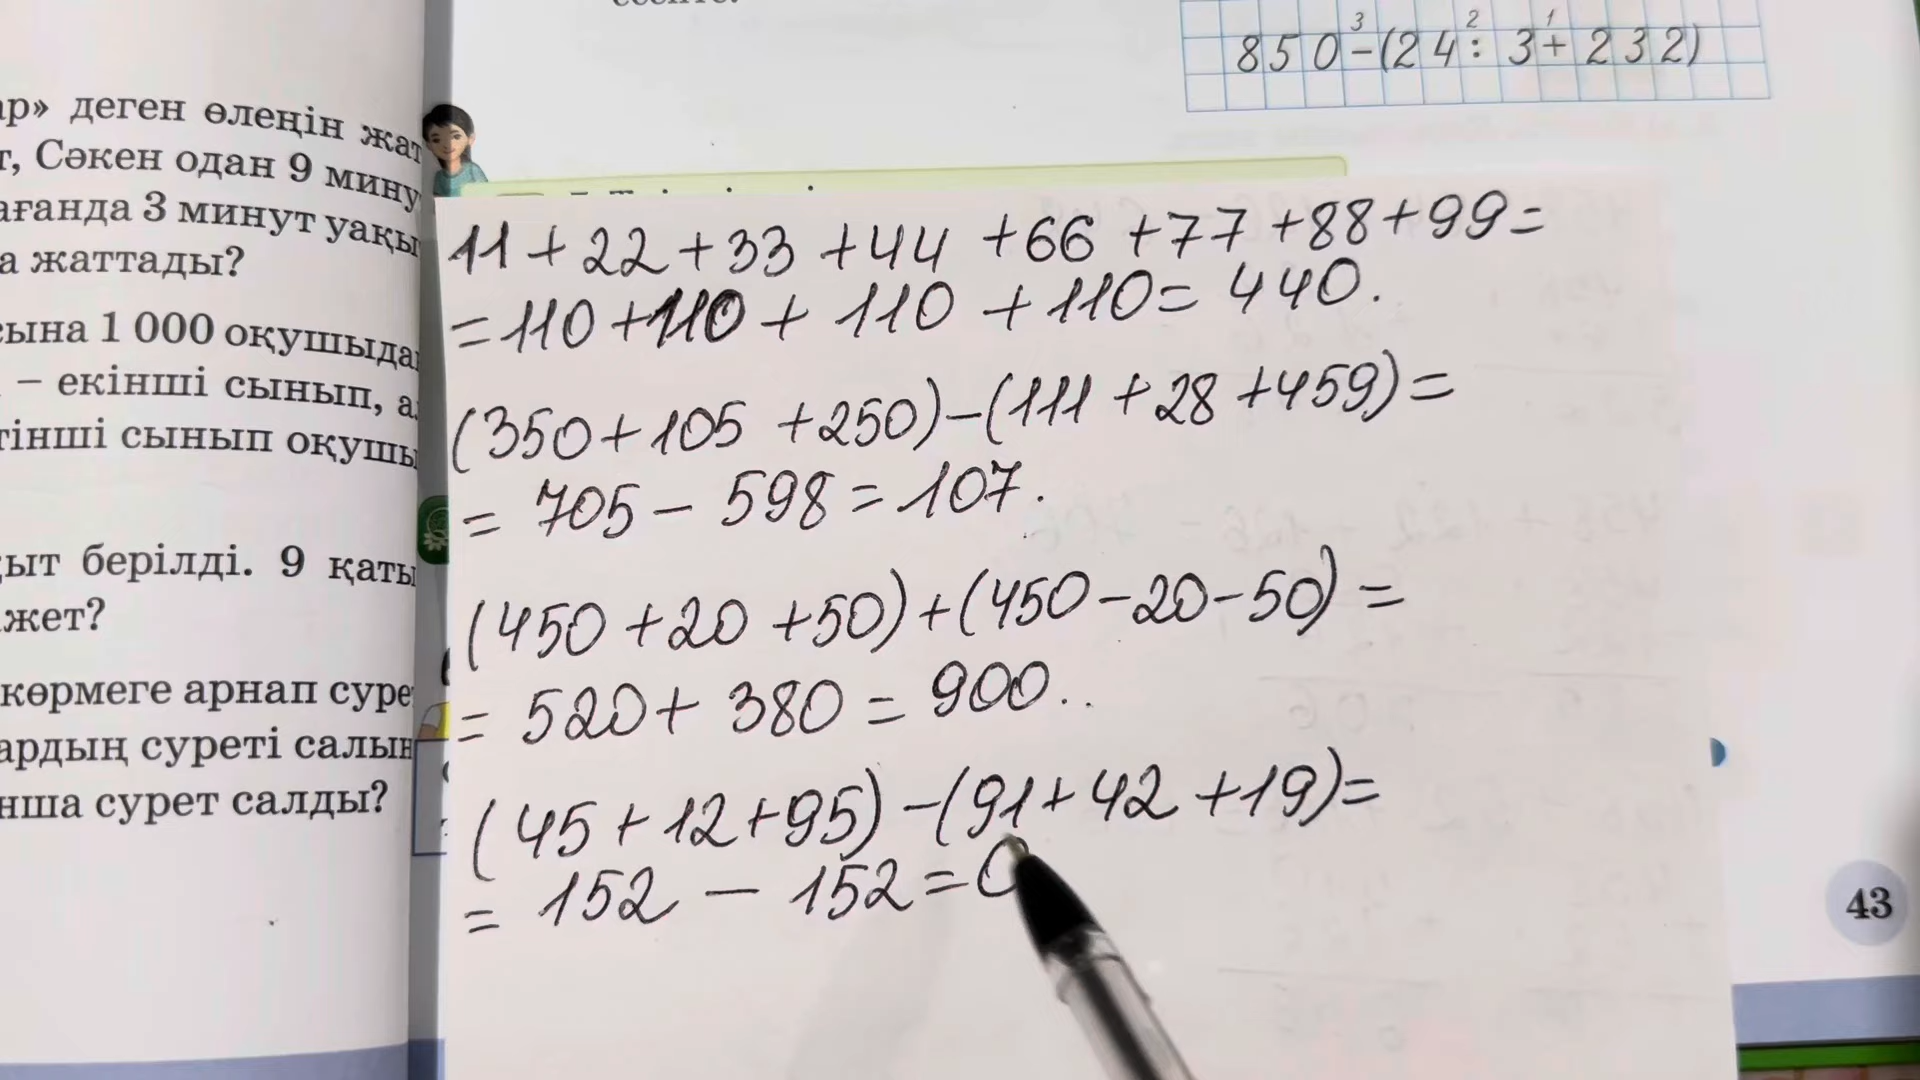 850-(24:3+232)
3 2 1
ар» деген өлеңін жат
т, Сәкен одан 9 мину
ағанда 3 минут уақы
а жаттады?
сына 1 000 оқушыда
– екінші сынып, а
тінші сынып оқушы
қыт берілді. 9 қаты
жет?
көрмеге арнап суре
ардың суреті салын
нша сурет салды?
11+22+33+44+66+77+88+99=
=110+110+110+110=440.
(350+105+250)-(111+28+459)=
=705-598=107.
(450+20+50)+(450-20-50)=
=520+380=900..
(45+12+95)-(91+42+19)=
=152-152=0
43